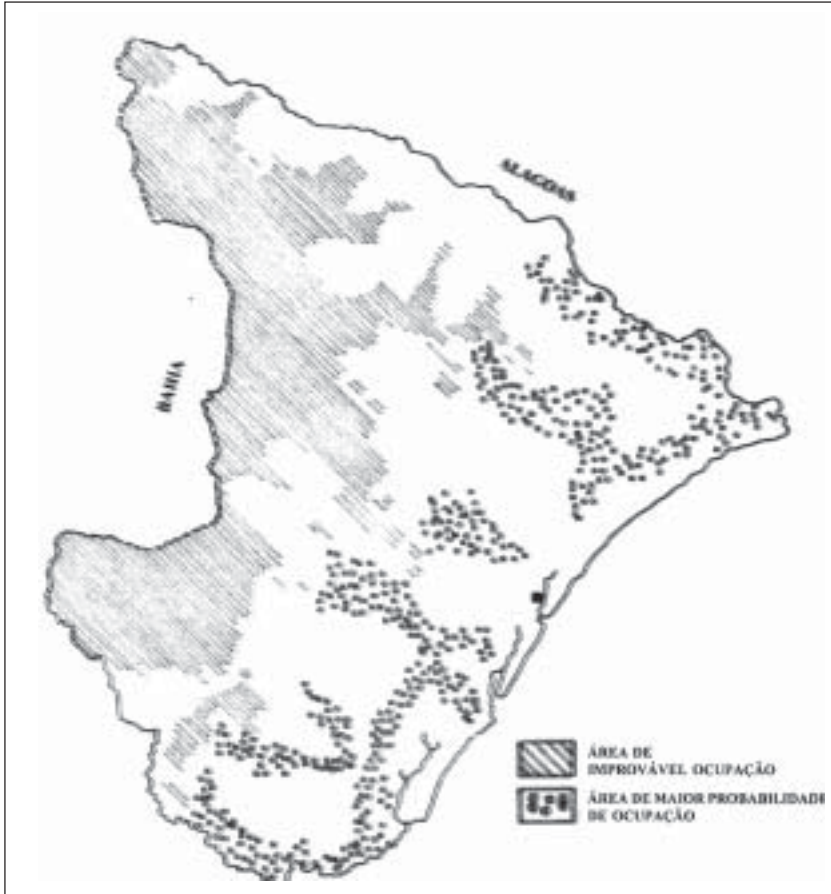 ALAGOAS
BAHIA
ÁREA DE
IMPROVÁVEL OCUPAÇÃO
ÁREA DE MAIOR PROBABILIDADE
DE OCUPAÇÃO